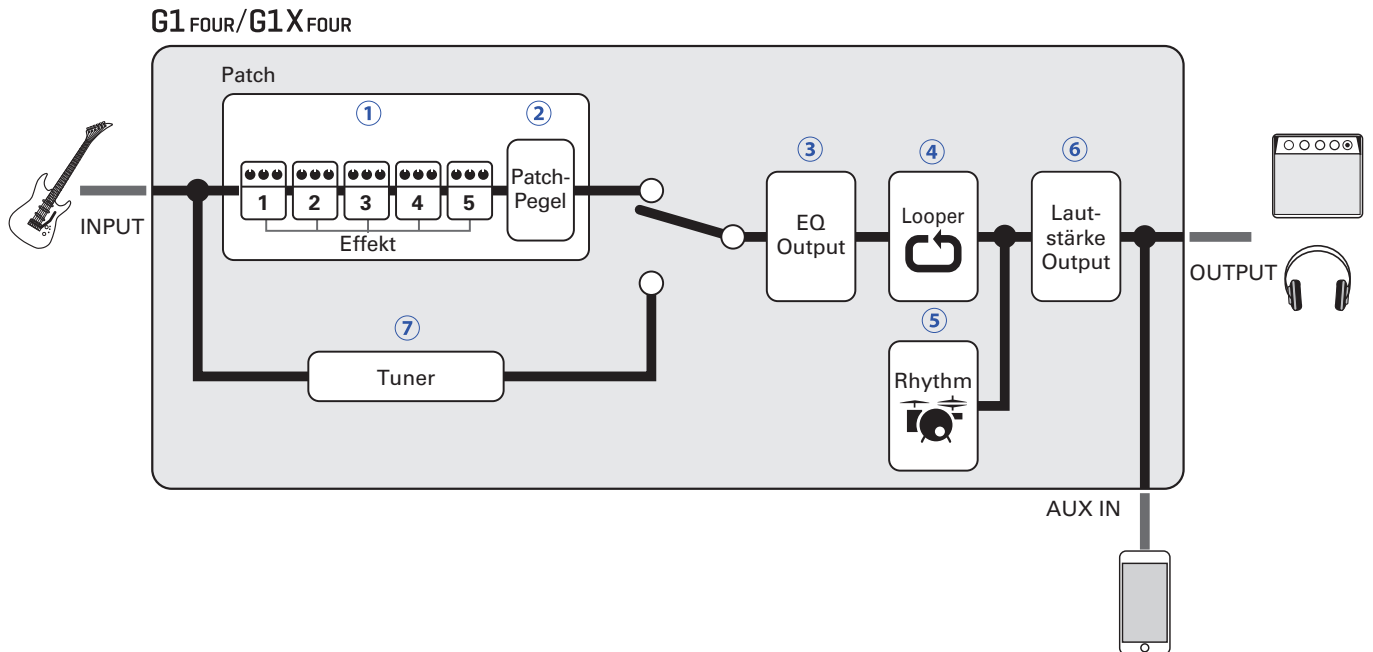 G1 FOUR/G1X FOUR
Patch
①
②
③
④
⑥
1
2
3
4
5
Patch-
Pegel
Effekt
INPUT
EQ
Output
Looper
Laut-
stärke
Output
OUTPUT
⑤
Rhythm
⑦
Tuner
AUX IN